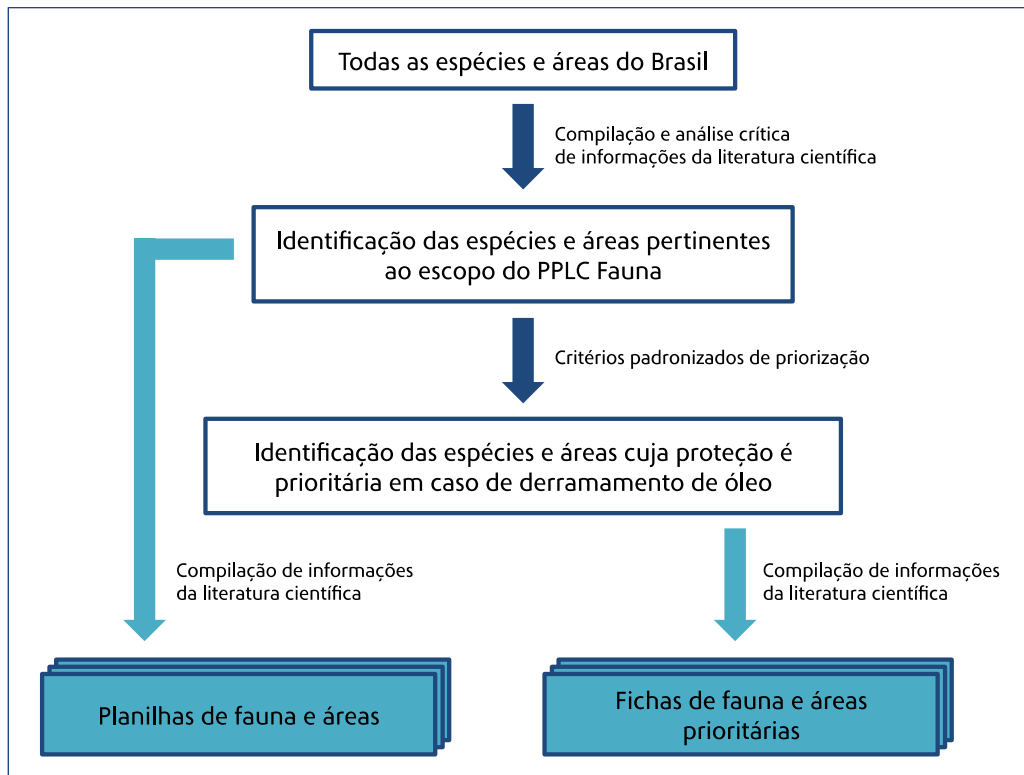 Todas as espécies e áreas do Brasil
Compilação e análise crítica
de informações da literatura científica
Identificação das espécies e áreas pertinentes
ao escopo do PPLC Fauna
Critérios padronizados de priorização
Identificação das espécies e áreas cuja proteção é
prioritária em caso de derramamento de óleo
Compilação de informações
da literatura científica
Compilação de informações
da literatura científica
Planilhas de fauna e áreas
Fichas de fauna e áreas
prioritárias